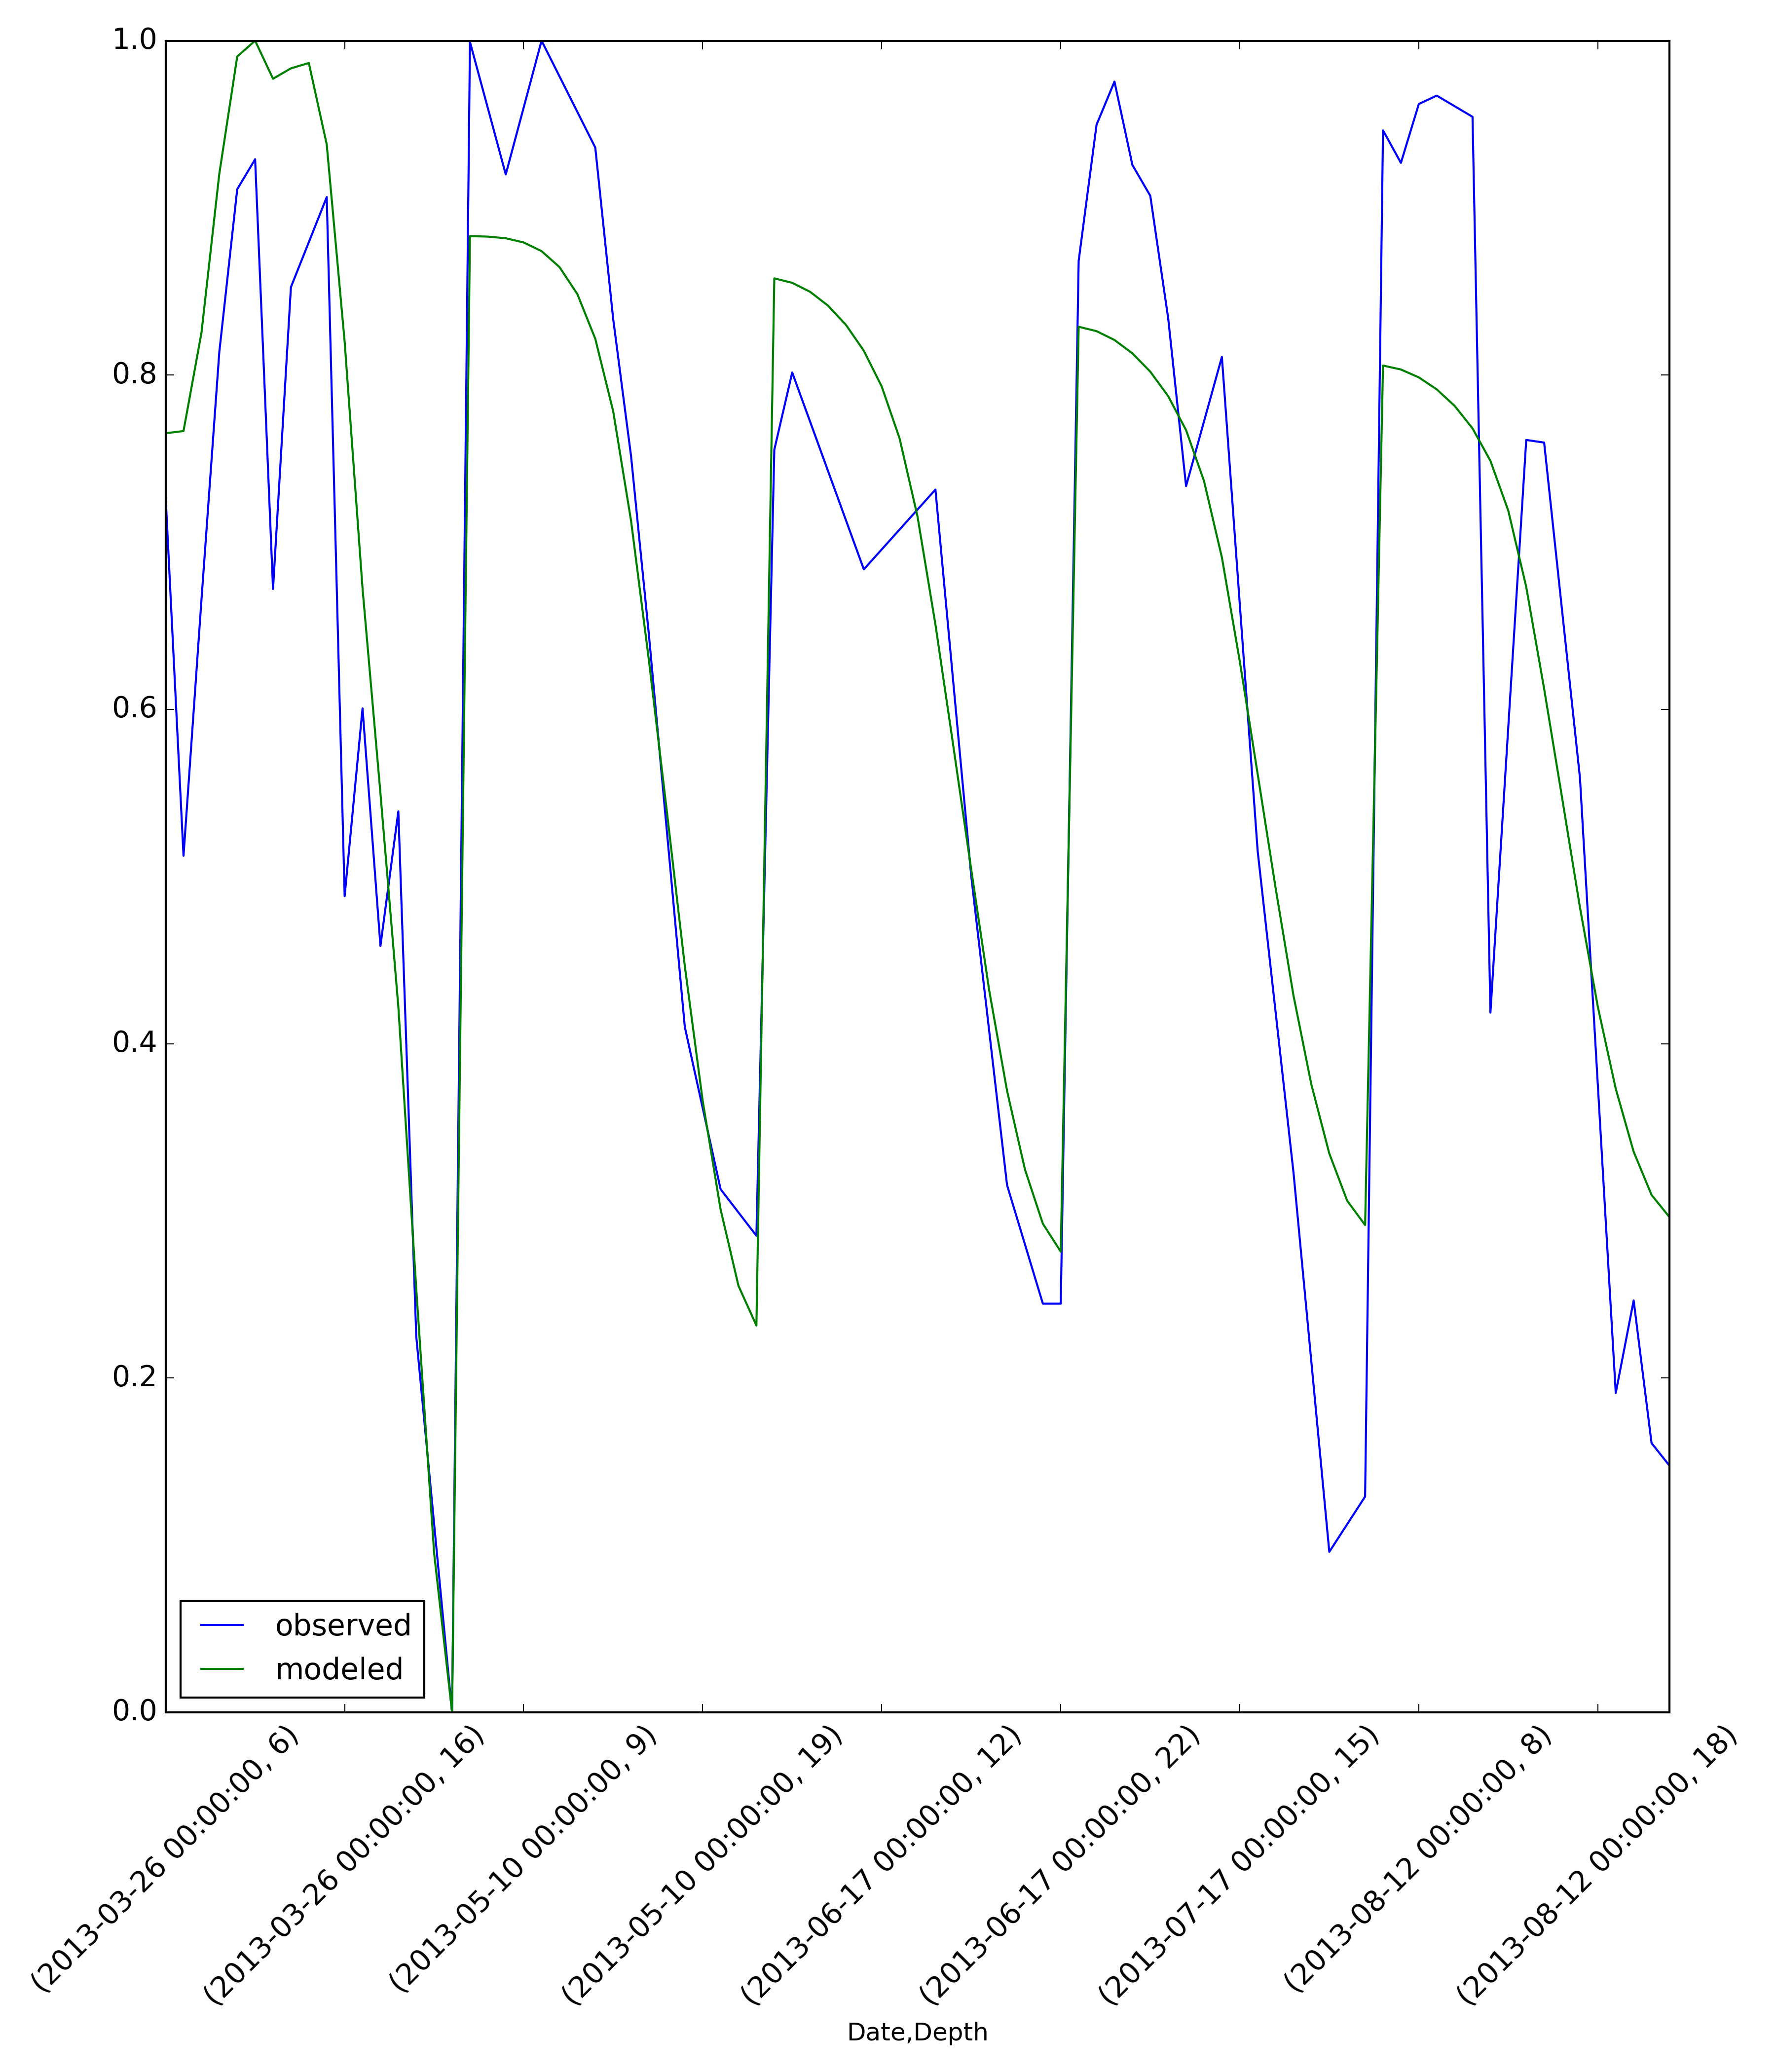 1.0
0.8
0.6
0.4
0.2
0.0
observed
modeled
(2013-03-26 00:00:00, 6)
(2013-03-26 00:00:00, 16)
(2013-05-10 00:00:00, 9)
(2013-05-10 00:00:00, 19)
(2013-06-17 00:00:00, 12)
(2013-06-17 00:00:00, 22)
(2013-07-17 00:00:00, 15)
(2013-08-12 00:00:00, 8)
(2013-08-12 00:00:00, 18)
Date,Depth